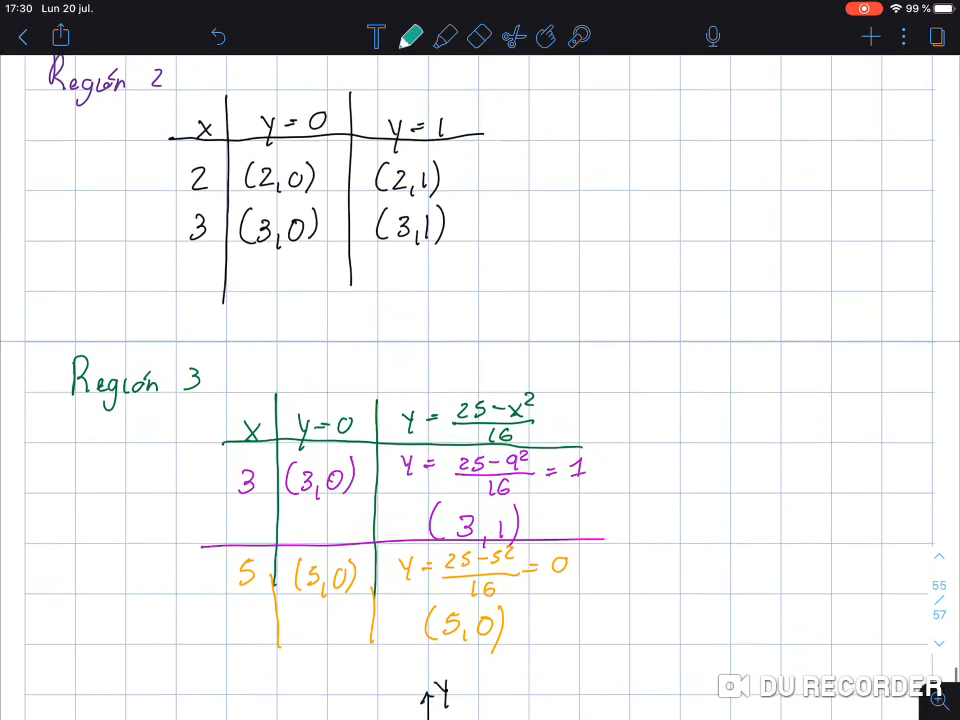 17:30 Lun 20 jul. 99 %
T
Región 2
x y = 0 y = 1
2 (2,0) (2,1)
3 (3,0) (3,1)
Región 3
x y=0 y = 25-x² / 16
3 (3,0) y = 25-9² / 16 = 1
(3,1)
5 (5,0) y = 25-5² / 16 = 0
(5,0)
y
55
/
57
DU RECORDER